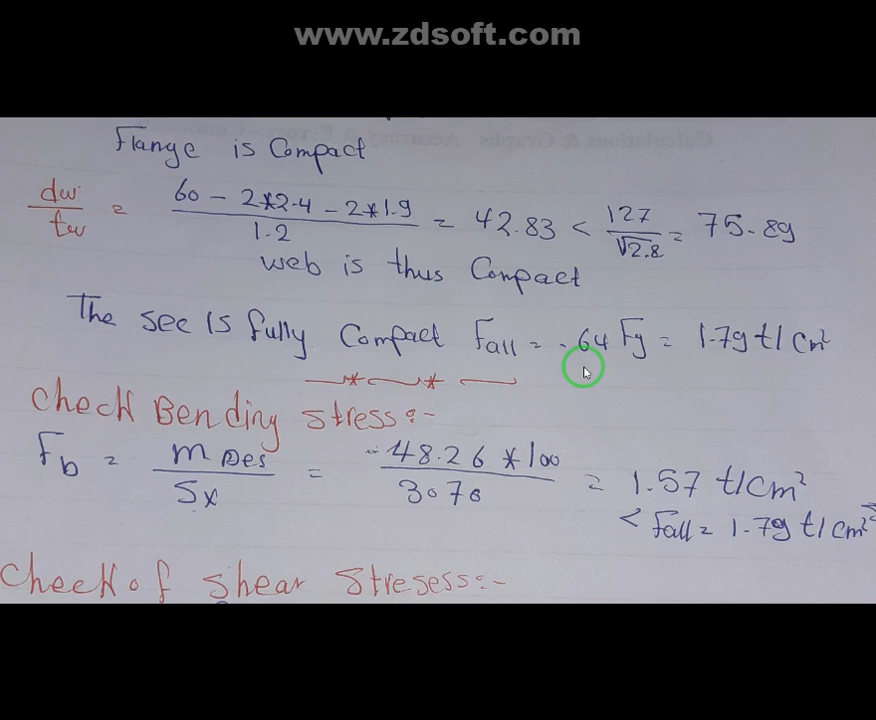 www.zdsoft.com
Flange is Compact
dw/tw = (60 - 2*2.4 - 2*1.9)/1.2 = 42.83 < 127/√2.8 = 75.89
web is thus Compact
The sec is fully Compact Fall = .64 Fy = 1.79 t/cm²
Check Bending Stress:-
Fb = M Des/Sx = 48.26*100/3070 = 1.57 t/cm²
< Fall = 1.79 t/cm²
Check of shear Stresess:-